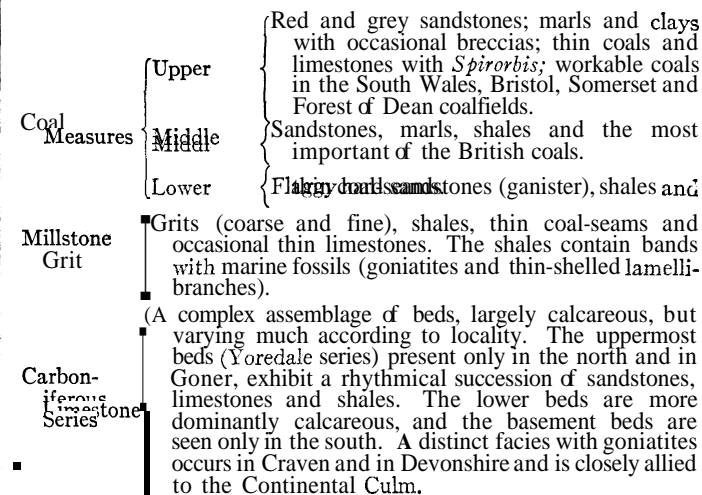 Red and grey sandstones; marls and clays
with occasional breccias; thin coals and
limestones with Spirorbis; workable coals
in the South Wales, Bristol, Somerset and
Forest of Dean coalfields.
Upper
Coal
Measures
Middle
Sandstones, marls, shales and the most
important of the British coals.
Lower
sandstones (ganister), shales and
Grits (coarse and fine), shales, thin coal-seams and
occasional thin limestones. The shales contain bands
with marine fossils (goniatites and thin-shelled lamelli-
branches).
Millstone
Grit
(A complex assemblage of beds, largely calcareous, but
varying much according to locality. The uppermost
beds (Yoredale series) present only in the north and in
Goner, exhibit a rhythmical succession of sandstones,
limestones and shales. The lower beds are more
dominantly calcareous, and the basement beds are
seen only in the south. A distinct facies with goniatites
occurs in Craven and in Devonshire and is closely allied
to the Continental Culm.
Carbon-
iferous
Limestone
Series